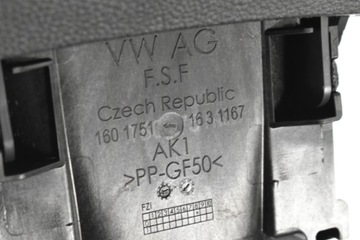 VW AG
F.S.F
Czech Republic
160 1751 16 3 1167
AK1
>PP-GF50<